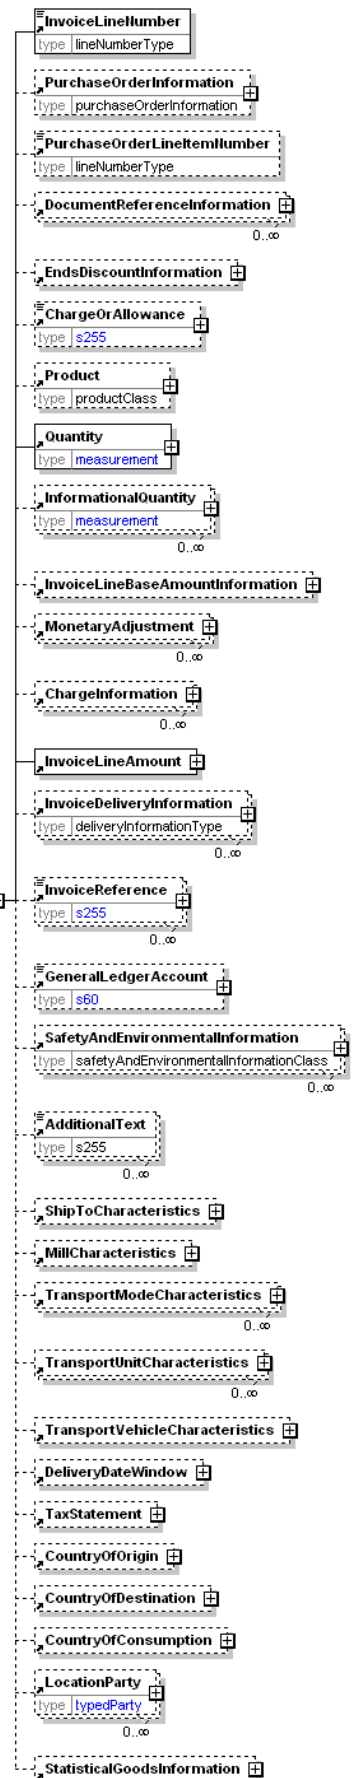 InvoiceLineNumber
type lineNumberType
PurchaseOrderInformation
type purchaseOrderInformation
PurchaseOrderLineItemNumber
type lineNumberType
DocumentReferenceInformation
0..∞
EndsDiscountInformation
ChargeOrAllowance
type s255
Product
type productClass
Quantity
type measurement
InformationalQuantity
type measurement
0..∞
InvoiceLineBaseAmountInformation
MonetaryAdjustment
0..∞
ChargeInformation
0..∞
InvoiceLineAmount
InvoiceDeliveryInformation
type deliveryInformationType
0..∞
InvoiceReference
type s255
0..∞
GeneralLedgerAccount
type s60
SafetyAndEnvironmentalInformation
type safetyAndEnvironmentalInformationClass
0..∞
AdditionalText
type s255
0..∞
ShipToCharacteristics
MillCharacteristics
TransportModeCharacteristics
0..∞
TransportUnitCharacteristics
0..∞
TransportVehicleCharacteristics
DeliveryDateWindow
TaxStatement
CountryOfOrigin
CountryOfDestination
CountryOfConsumption
LocationParty
type typedParty
0..∞
StatisticalGoodsInformation